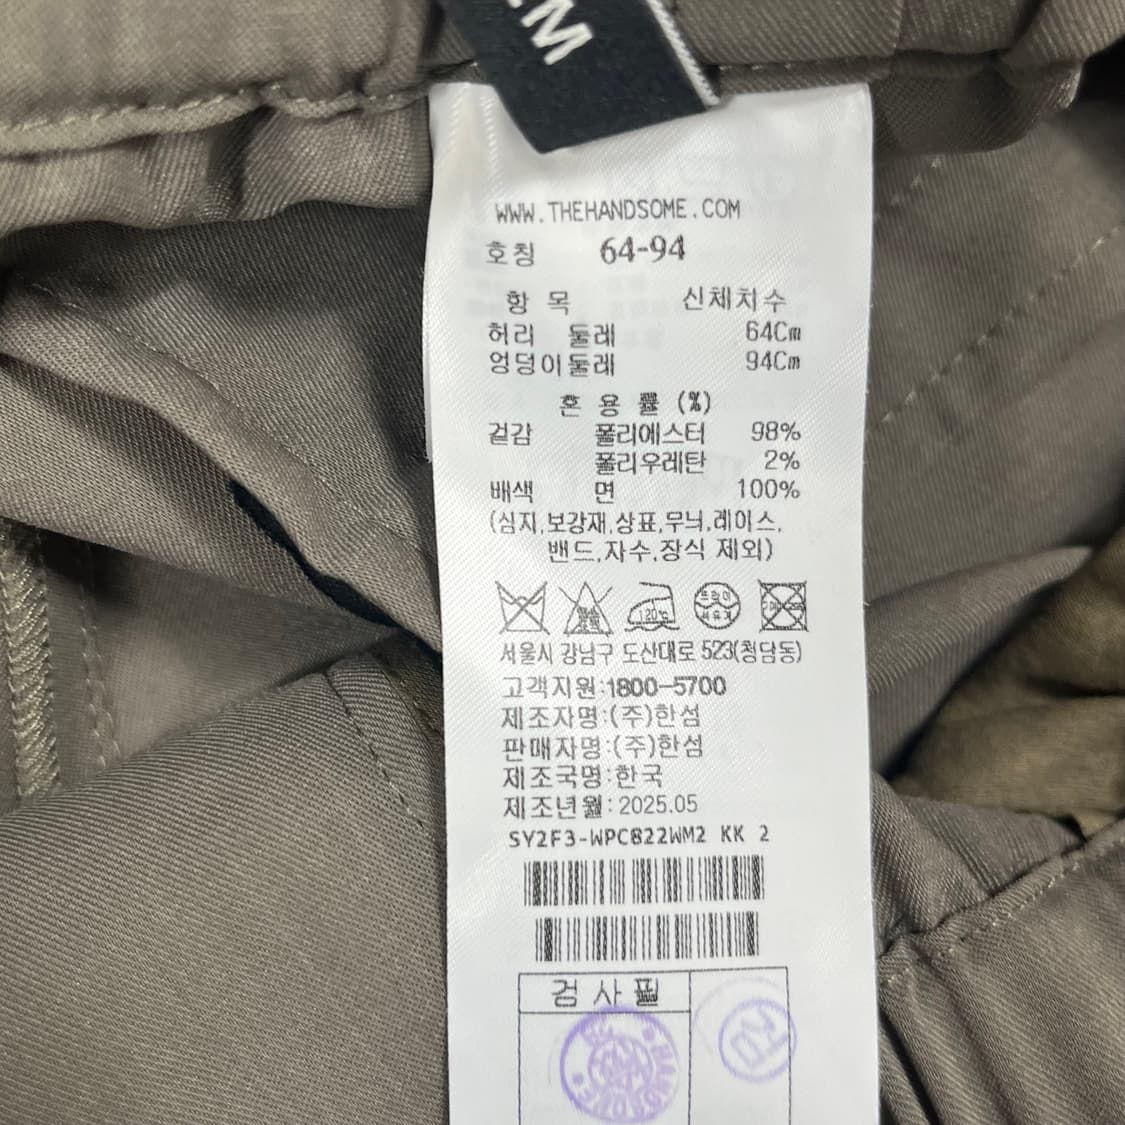 WWW.THEHANDSOME.COM
호칭 64-94
항 목 신체치수
허리 둘레 64Cm
엉덩이둘레 94Cm
혼 용 률 (%)
겉감 폴리에스터 98%
폴리우레탄 2%
배색 면 100%
(심지,보강재,상표,무늬,레이스,
밴드,자수,장식 제외)
120℃
드라이
서울시 강남구 도산대로 523(청담동)
고객지원:1800-5700
제조자명:(주)한섬
판매자명:(주)한섬
제조국명:한국
제조년월:2025.05
SY2F3-WPC822WM2 KK 2
검 사 필
HANDSOME
검